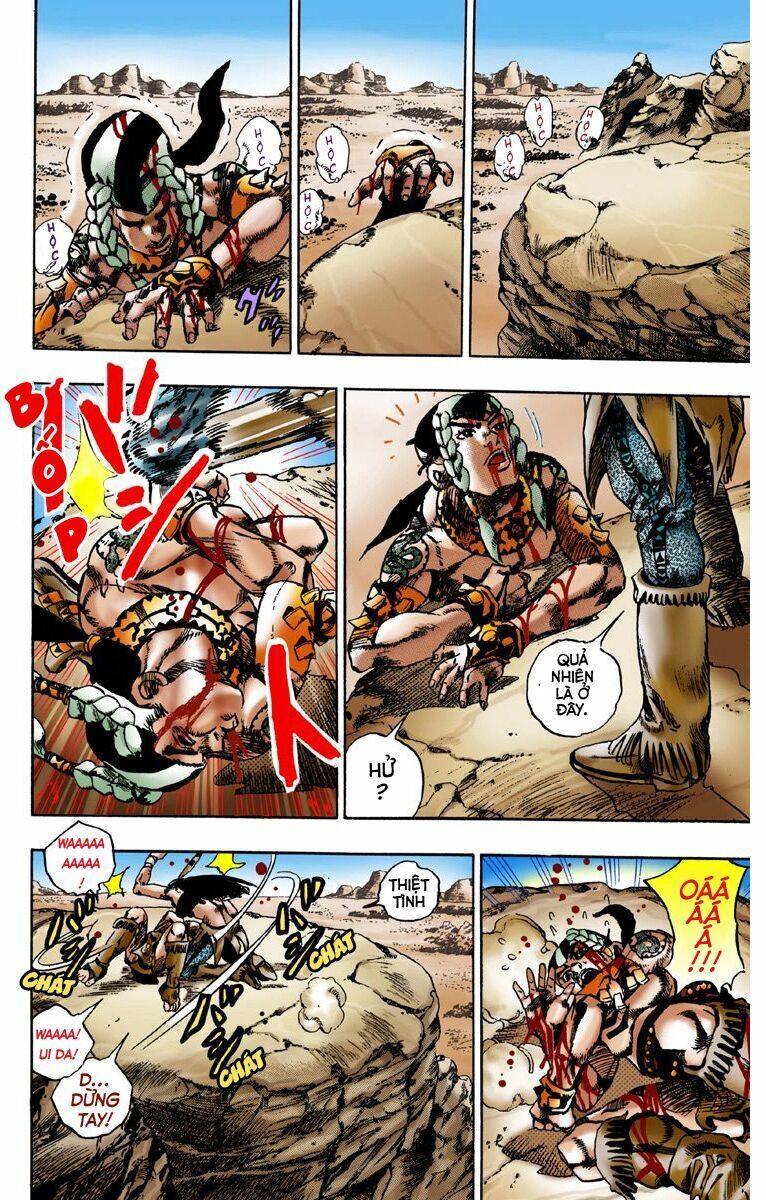 HỘC
HỘC
HỘC
HỘC
HỘC
HỘC
HỘC
HỘC
QUẢ
NHIÊN
LÀ Ở
ĐÂY.
HỬ
?
BỐP
OÁÁ
ÁÁ
Á
!!!
THIỆT
TÌNH
WAAAAA
AAAAA
!
CHÁT
CHÁT
CHÁT
WAAAA!
UI DA!
D...
DỪNG
TAY!